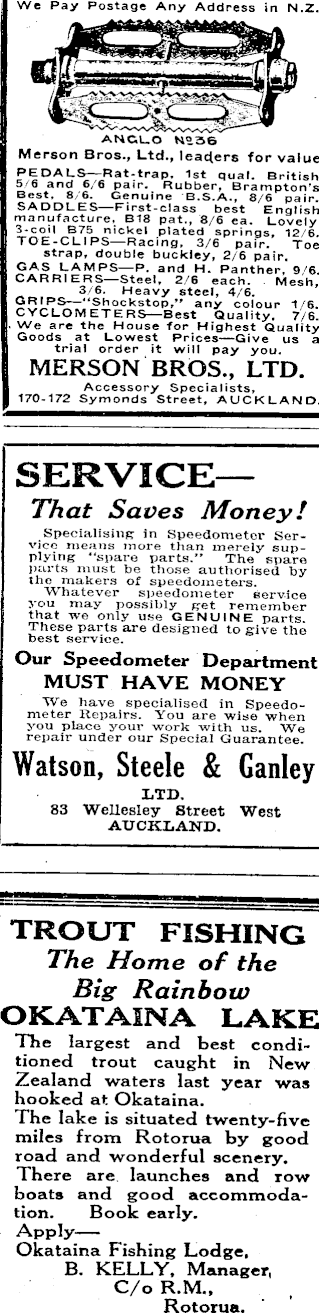 We Pay Postage Any Address in N.Z.
ANGLO No 36
Merson Bros., Ltd., leaders for value
PEDALS—Rat-trap, 1st qual. British
5/6 and 6/6 pair. Rubber, Brampton's
Best, 8/6. Genuine B.S.A., 8/6 pair.
SADDLES—First-class best English
manufacture, B18 pat., 8/6 ea. Lovely
3-coil B75 nickel plated springs, 12/6.
TOE-CLIPS—Racing, 3/6 pair. Toe
strap, double buckley, 2/6 pair.
GAS LAMPS—P. and H. Panther, 9/6.
CARRIERS—Steel, 2/6 each. Mesh,
3/6. Heavy steel, 4/6.
GRIPS—"Shockstop," any colour 1/6.
CYCLOMETERS—Best Quality, 7/6.
We are the House for Highest Quality
Goods at Lowest Prices—Give us a
trial order it will pay you.
MERSON BROS., LTD.
Accessory Specialists,
170-172 Symonds Street, AUCKLAND.
SERVICE—
That Saves Money!
Specialising in Speedometer Ser-
vice means more than merely sup-
plying "spare parts." The spare
parts must be those authorised by
the makers of speedometers.
Whatever speedometer service
you may possibly get remember
that we only use GENUINE parts.
These parts are designed to give the
best service.
Our Speedometer Department
MUST HAVE MONEY
We have specialised in Speedo-
meter Repairs. You are wise when
you place your work with us. We
repair under our Special Guarantee.
Watson, Steele & Ganley
LTD.
83 Wellesley Street West
AUCKLAND.
TROUT FISHING
The Home of the
Big Rainbow
OKATAINA LAKE
The largest and best condi-
tioned trout caught in New
Zealand waters last year was
hooked at Okataina.
The lake is situated twenty-five
miles from Rotorua by good
road and wonderful scenery.
There are launches and row
boats and good accommoda-
tion. Book early.
Apply—
Okataina Fishing Lodge,
B. KELLY, Manager,
C/o R.M.,
Rotorua.